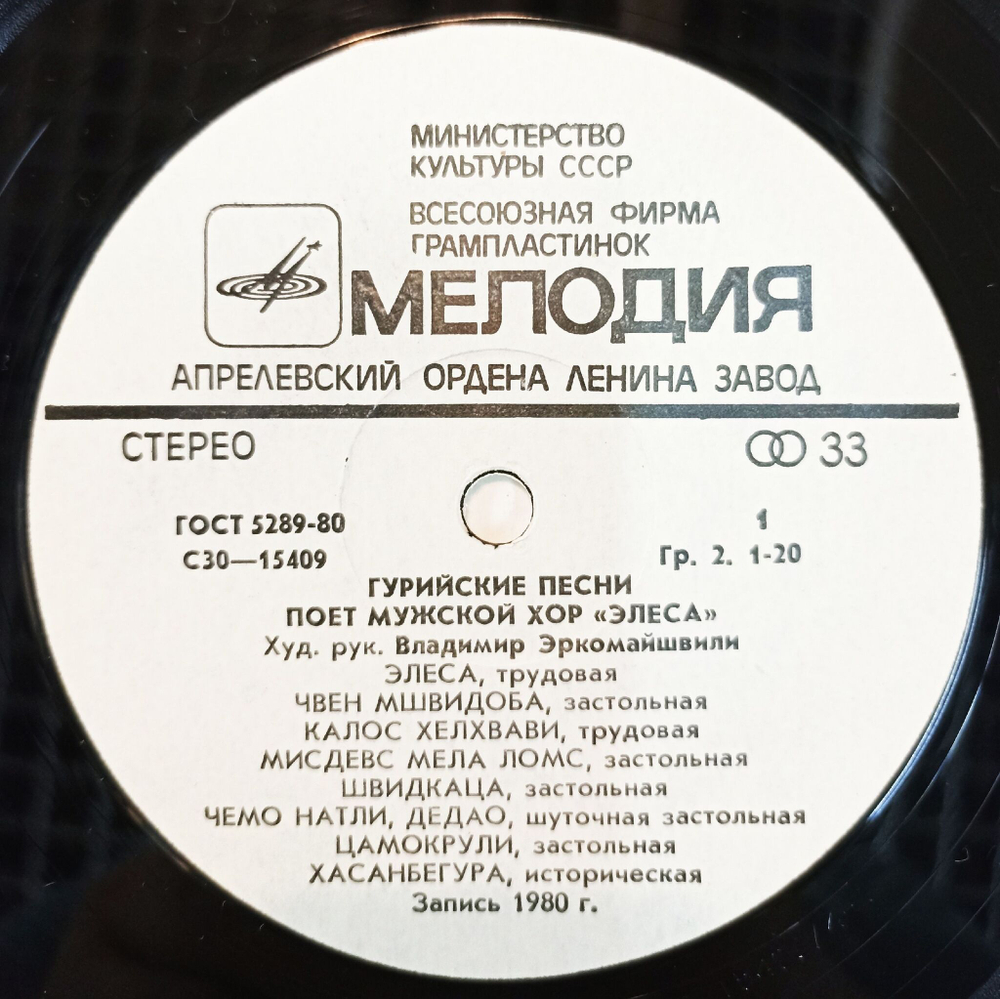 МИНИСТЕРСТВО
КУЛЬТУРЫ СССР
ВСЕСОЮЗНАЯ ФИРМА
ГРАМПЛАСТИНОК
МЕЛОДИЯ
АПРЕЛЕВСКИЙ ОРДЕНА ЛЕНИНА ЗАВОД
СТЕРЕО 33
ГОСТ 5289-80 1
С30—15409 Гр. 2. 1-20
ГУРИЙСКИЕ ПЕСНИ
ПОЕТ МУЖСКОЙ ХОР «ЭЛЕСА»
Худ. рук. Владимир Эркомайшвили
ЭЛЕСА, трудовая
ЧВЕН МШВИДОБА, застольная
КАЛОС ХЕЛХВАВИ, трудовая
МИСДЕВС МЕЛА ЛОМС, застольная
ШВИДКАЦА, застольная
ЧЕМО НАТЛИ, ДЕДАО, шуточная застольная
ЦАМОКРУЛИ, застольная
ХАСАНБЕГУРА, историческая
Запись 1980 г.